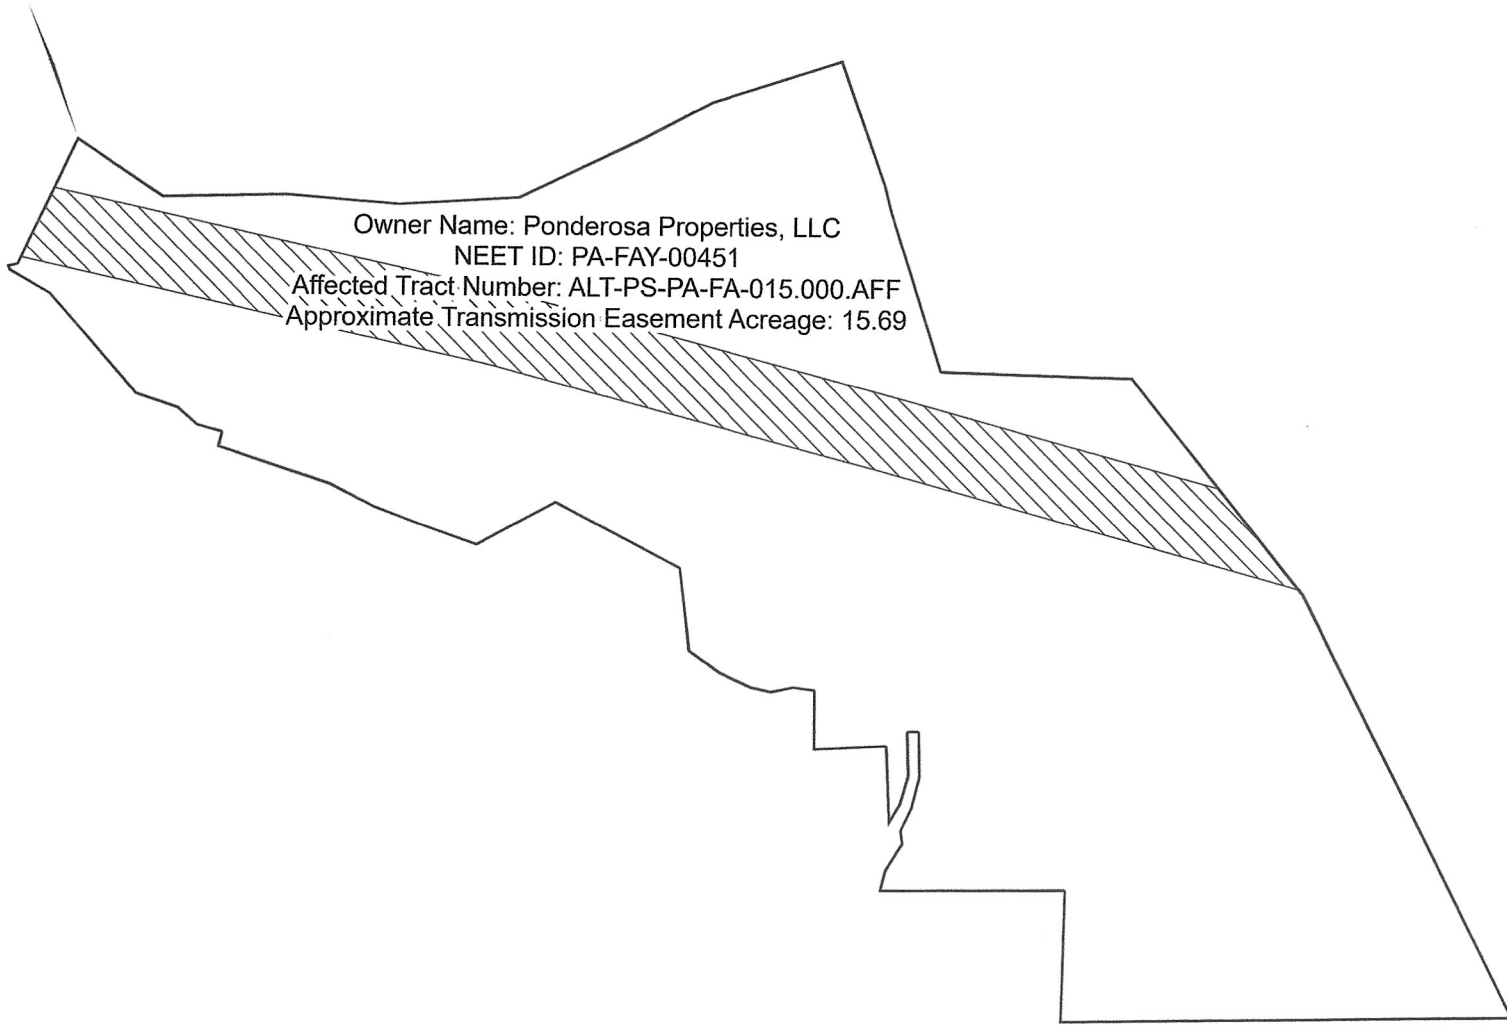 Owner Name: Ponderosa Properties, LLC
NEET ID: PA-FAY-00451
Affected Tract Number: ALT-PS-PA-FA-015.000.AFF
Approximate Transmission Easement Acreage: 15.69